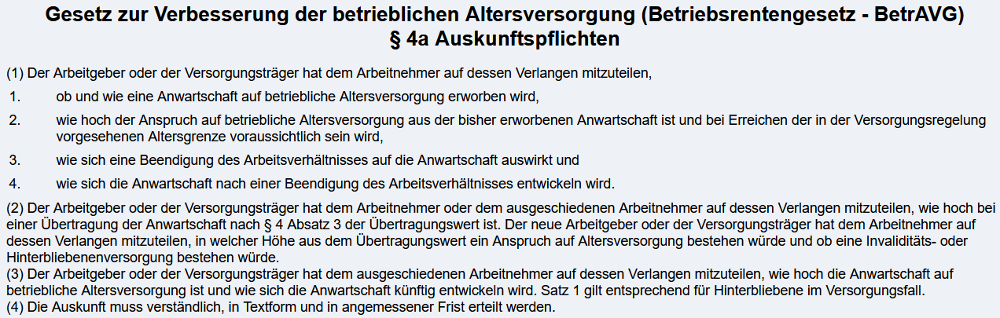 Gesetz zur Verbesserung der betrieblichen Altersversorgung (Betriebsrentengesetz - BetrAVG)
§ 4a Auskunftspflichten
(1) Der Arbeitgeber oder der Versorgungsträger hat dem Arbeitnehmer auf dessen Verlangen mitzuteilen,
1. ob und wie eine Anwartschaft auf betriebliche Altersversorgung erworben wird,
2. wie hoch der Anspruch auf betriebliche Altersversorgung aus der bisher erworbenen Anwartschaft ist und bei Erreichen der in der Versorgungsregelung
vorgesehenen Altersgrenze voraussichtlich sein wird,
3. wie sich eine Beendigung des Arbeitsverhältnisses auf die Anwartschaft auswirkt und
4. wie sich die Anwartschaft nach einer Beendigung des Arbeitsverhältnisses entwickeln wird.
(2) Der Arbeitgeber oder der Versorgungsträger hat dem Arbeitnehmer oder dem ausgeschiedenen Arbeitnehmer auf dessen Verlangen mitzuteilen, wie hoch bei
einer Übertragung der Anwartschaft nach § 4 Absatz 3 der Übertragungswert ist. Der neue Arbeitgeber oder der Versorgungsträger hat dem Arbeitnehmer auf
dessen Verlangen mitzuteilen, in welcher Höhe aus dem Übertragungswert ein Anspruch auf Altersversorgung bestehen würde und ob eine Invaliditäts- oder
Hinterbliebenenversorgung bestehen würde.
(3) Der Arbeitgeber oder der Versorgungsträger hat dem ausgeschiedenen Arbeitnehmer auf dessen Verlangen mitzuteilen, wie hoch die Anwartschaft auf
betriebliche Altersversorgung ist und wie sich die Anwartschaft künftig entwickeln wird. Satz 1 gilt entsprechend für Hinterbliebene im Versorgungsfall.
(4) Die Auskunft muss verständlich, in Textform und in angemessener Frist erteilt werden.